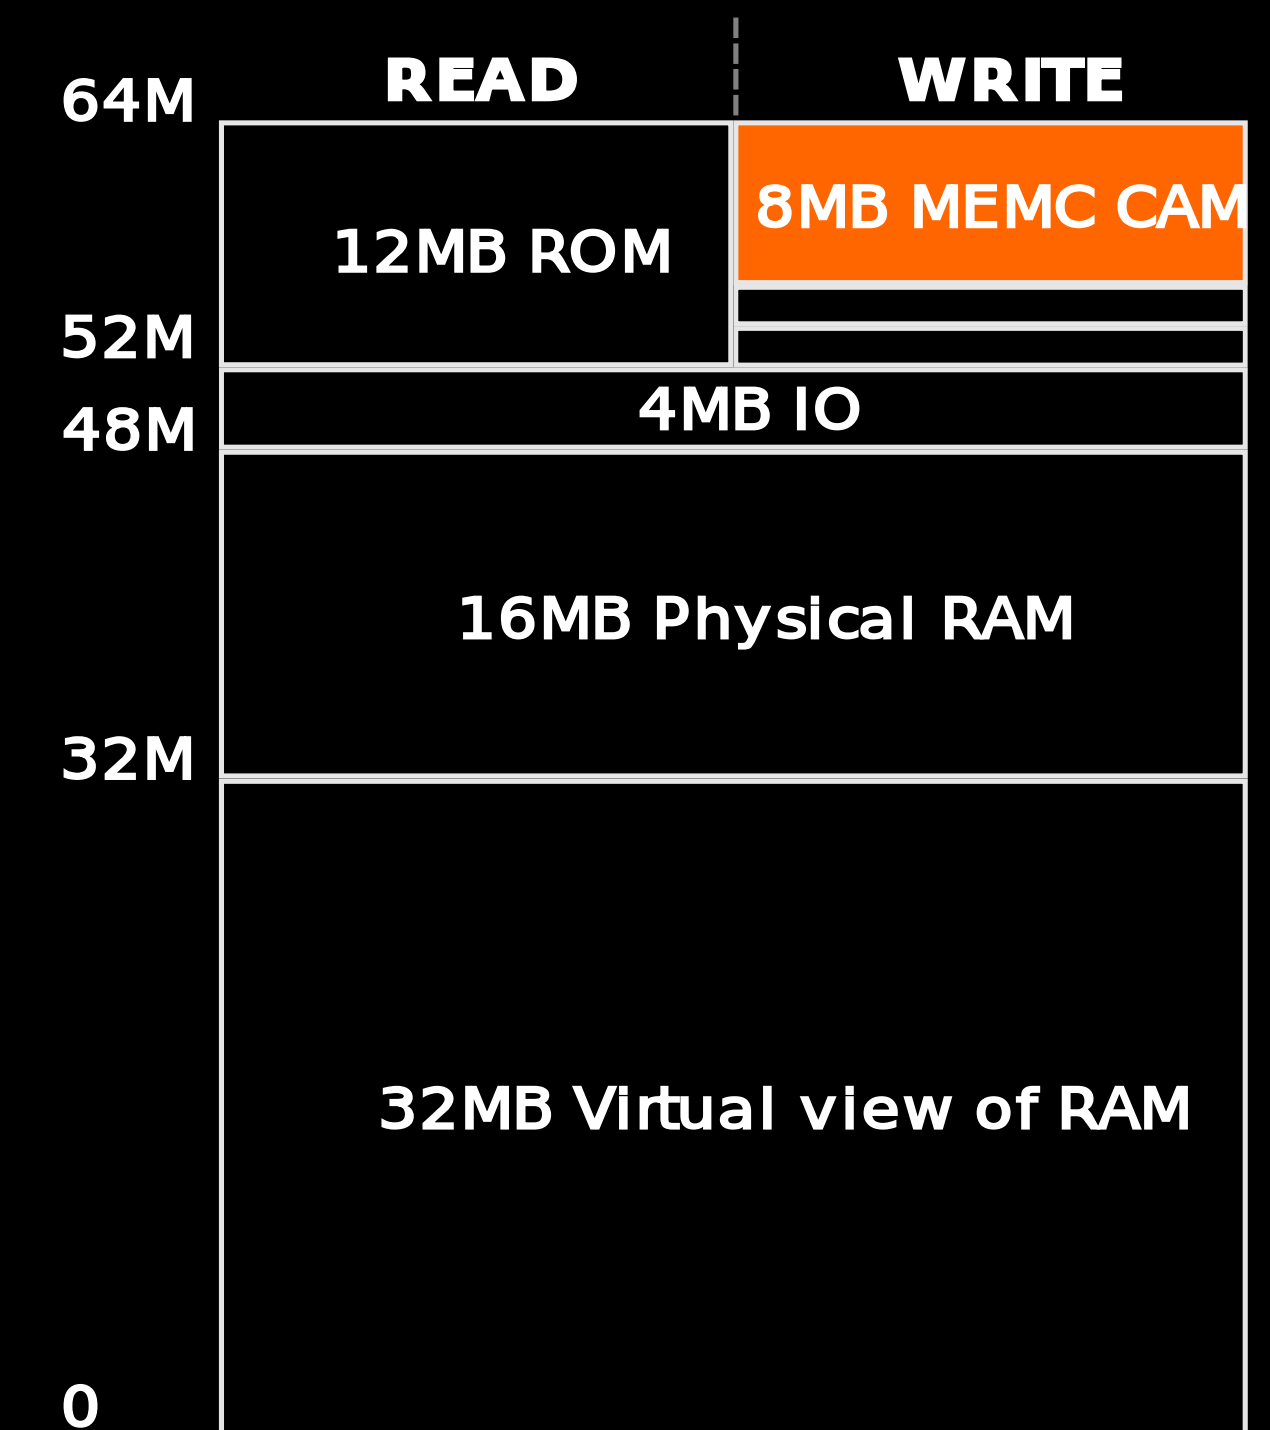 READ WRITE
64M
8MB MEMC CAM
12MB ROM
52M
4MB IO
48M
16MB Physical RAM
32M
32MB Virtual view of RAM
0